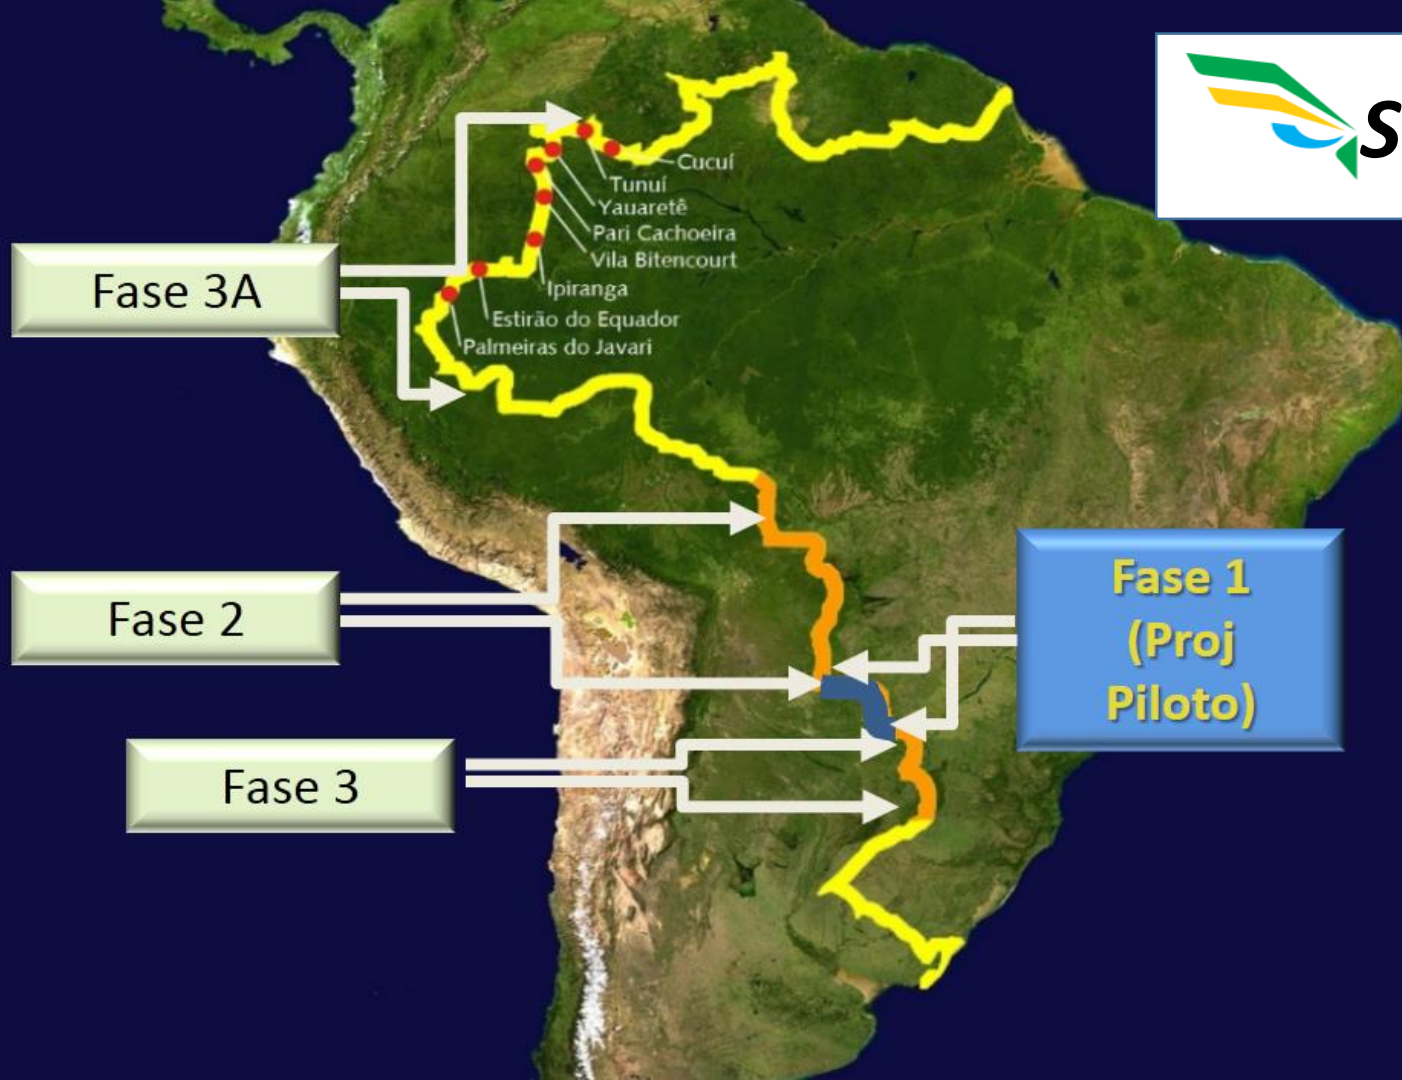 S
Cucuí
Tunuí
Yauaretê
Pari Cachoeira
Vila Bitencourt
Ipiranga
Estirão do Equador
Palmeiras do Javari
Fase 3A
Fase 2
Fase 3
Fase 1
(Proj
Piloto)